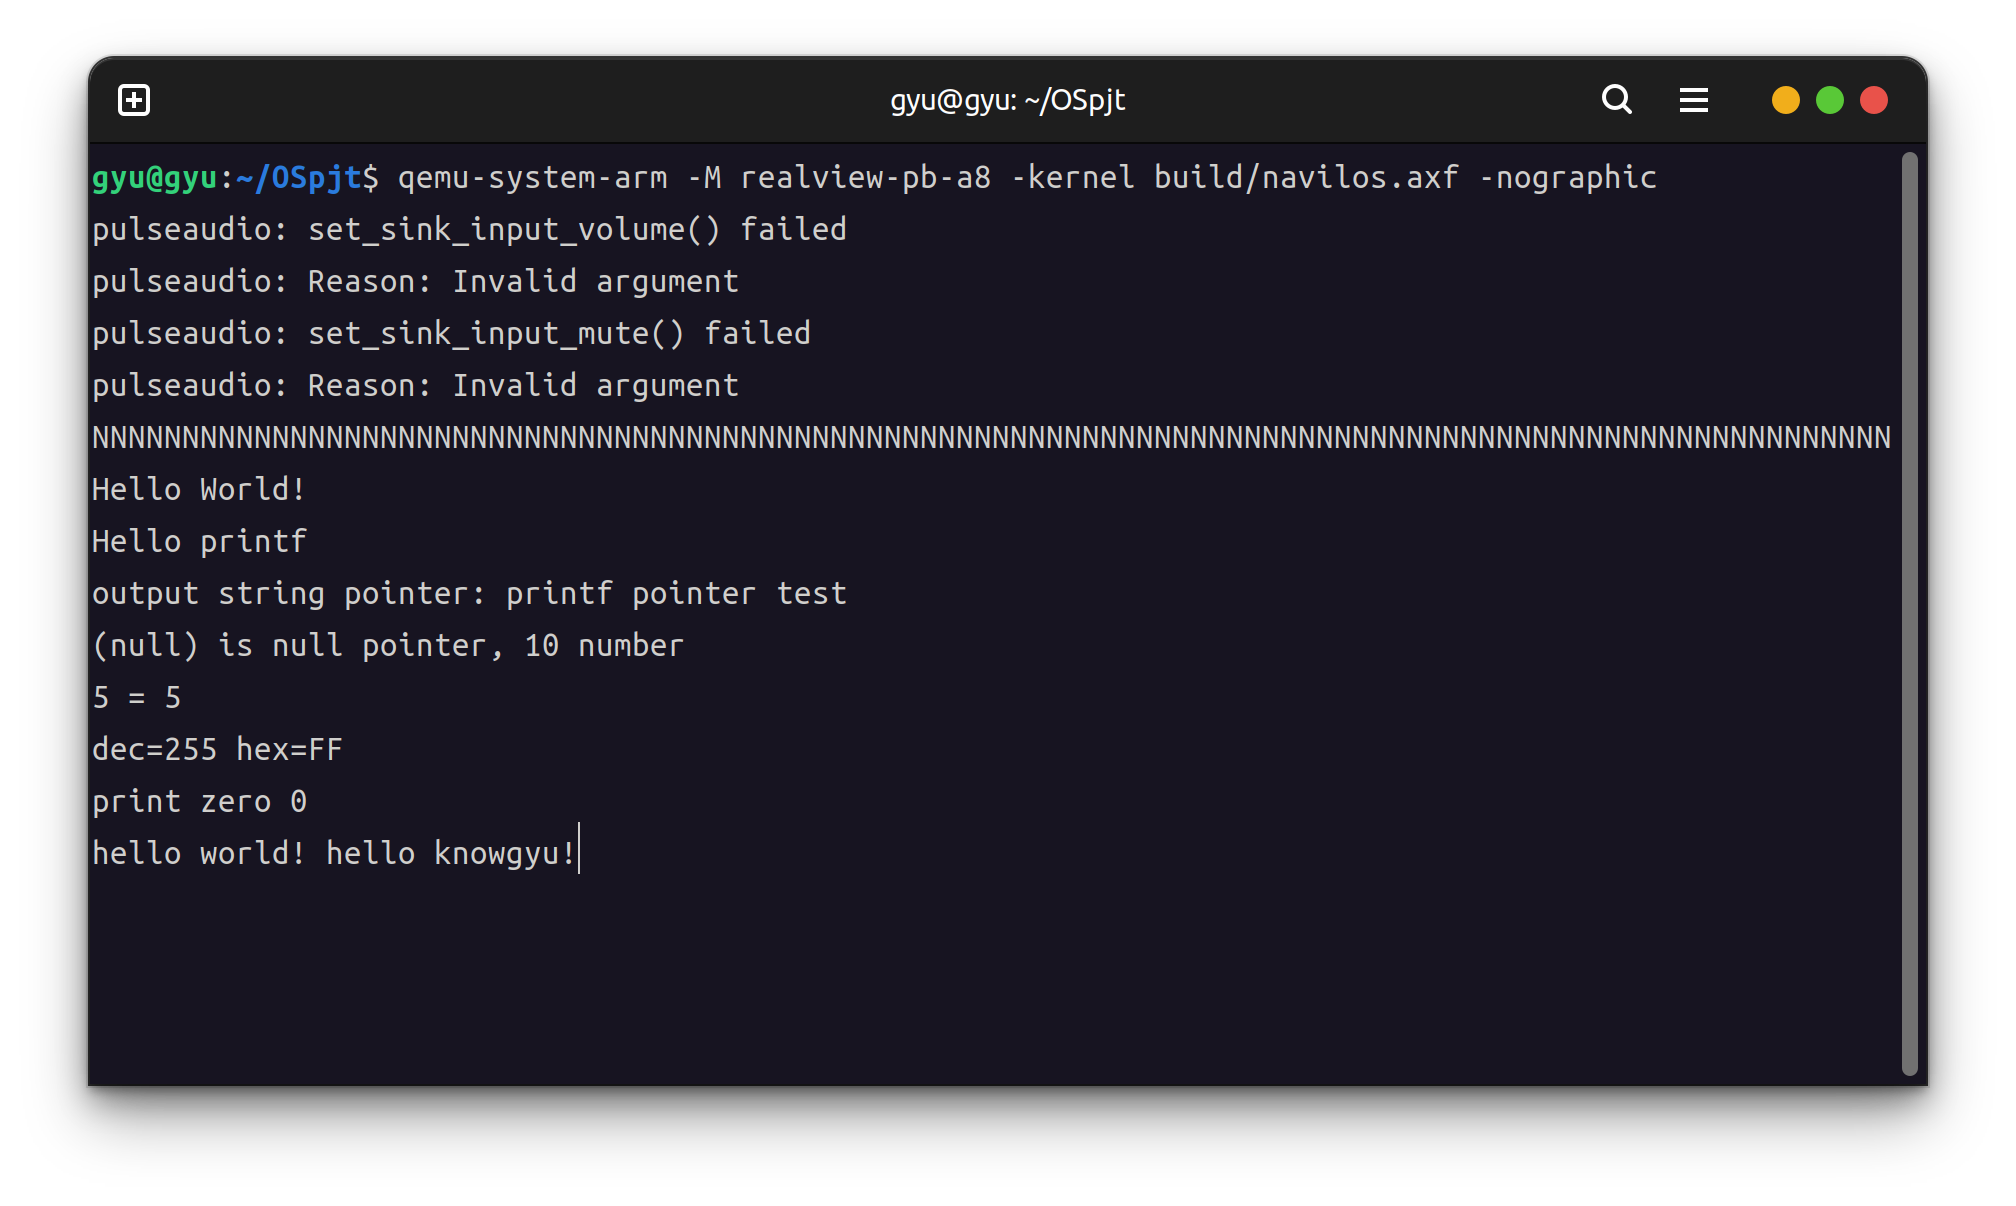 gyu@gyu: ~/OSpjt
gyu@gyu:~/OSpjt$ qemu-system-arm -M realview-pb-a8 -kernel build/navilos.axf -nographic
pulseaudio: set_sink_input_volume() failed
pulseaudio: Reason: Invalid argument
pulseaudio: set_sink_input_mute() failed
pulseaudio: Reason: Invalid argument
NNNNNNNNNNNNNNNNNNNNNNNNNNNNNNNNNNNNNNNNNNNNNNNNNNNNNNNNNNNNNNNNNNNNNNNNNNNNNNNNNNNNNNNNNNNNNNNNNNNN
Hello World!
Hello printf
output string pointer: printf pointer test
(null) is null pointer, 10 number
5 = 5
dec=255 hex=FF
print zero 0
hello world! hello knowgyu!